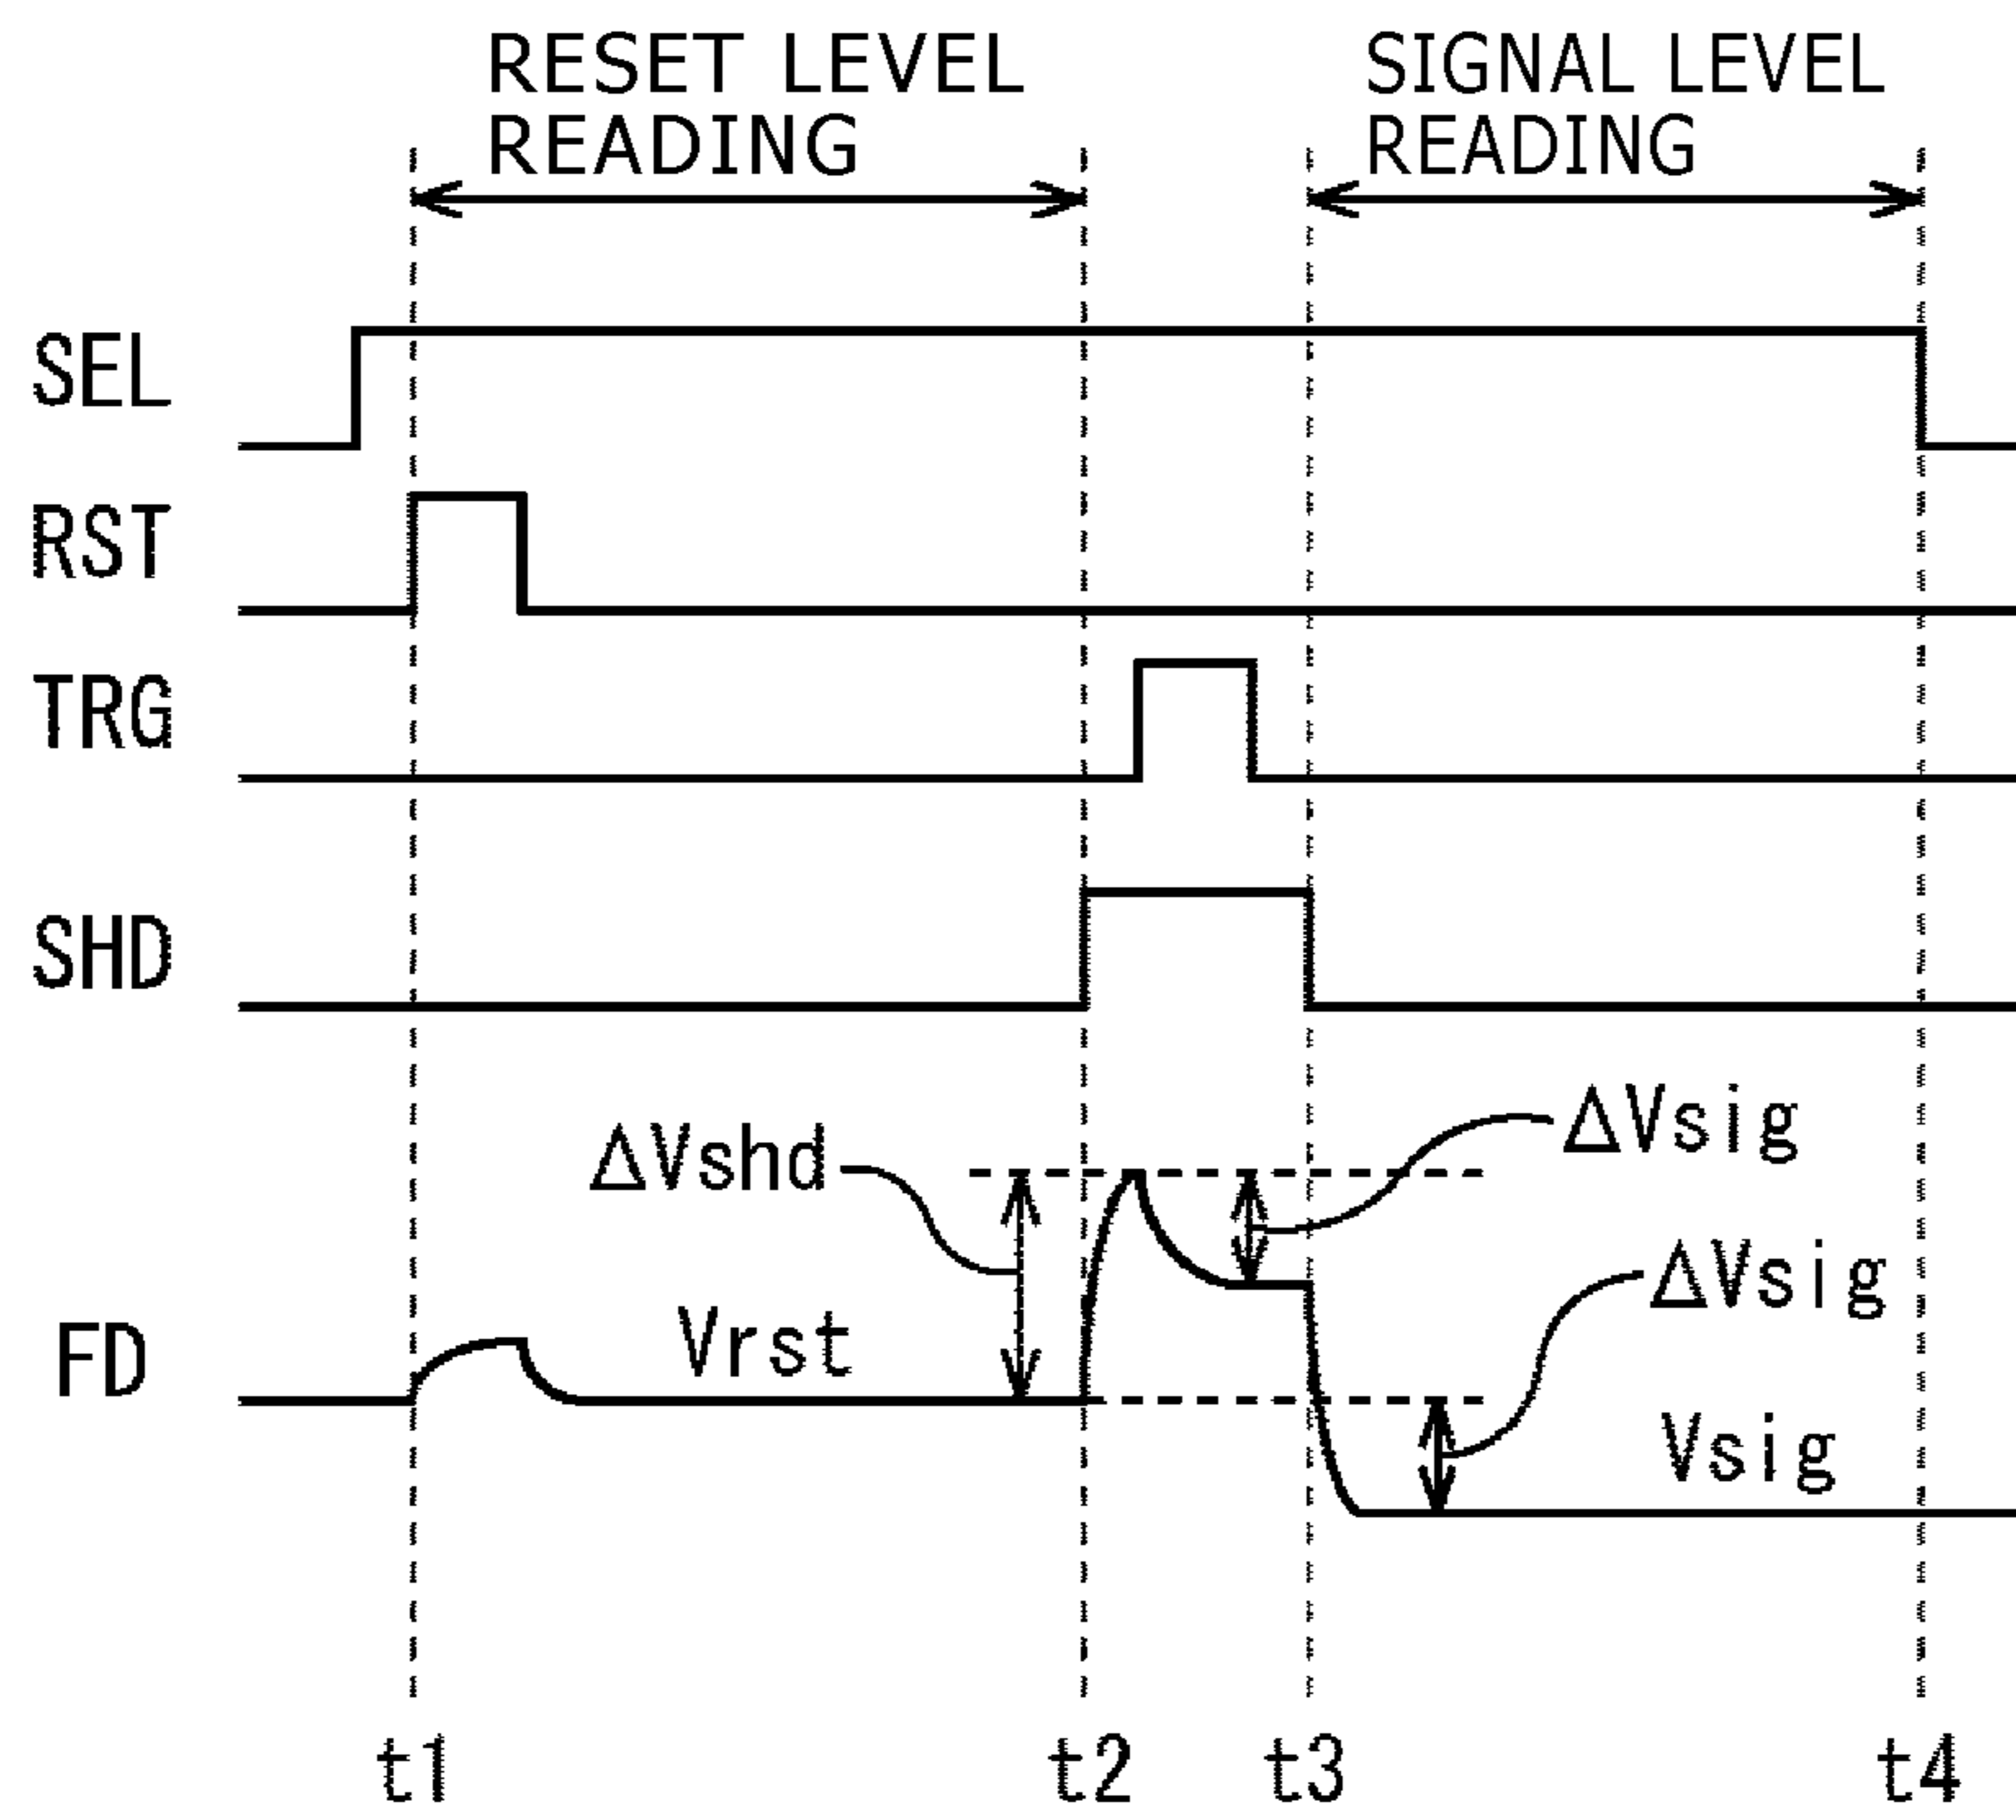 RESET LEVEL
READING
SIGNAL LEVEL
READING
SEL
RST
TRG
SHD
ΔVshd
ΔVsig
ΔVsig
Vrst
FD
Vsig
t1
t2
t3
t4